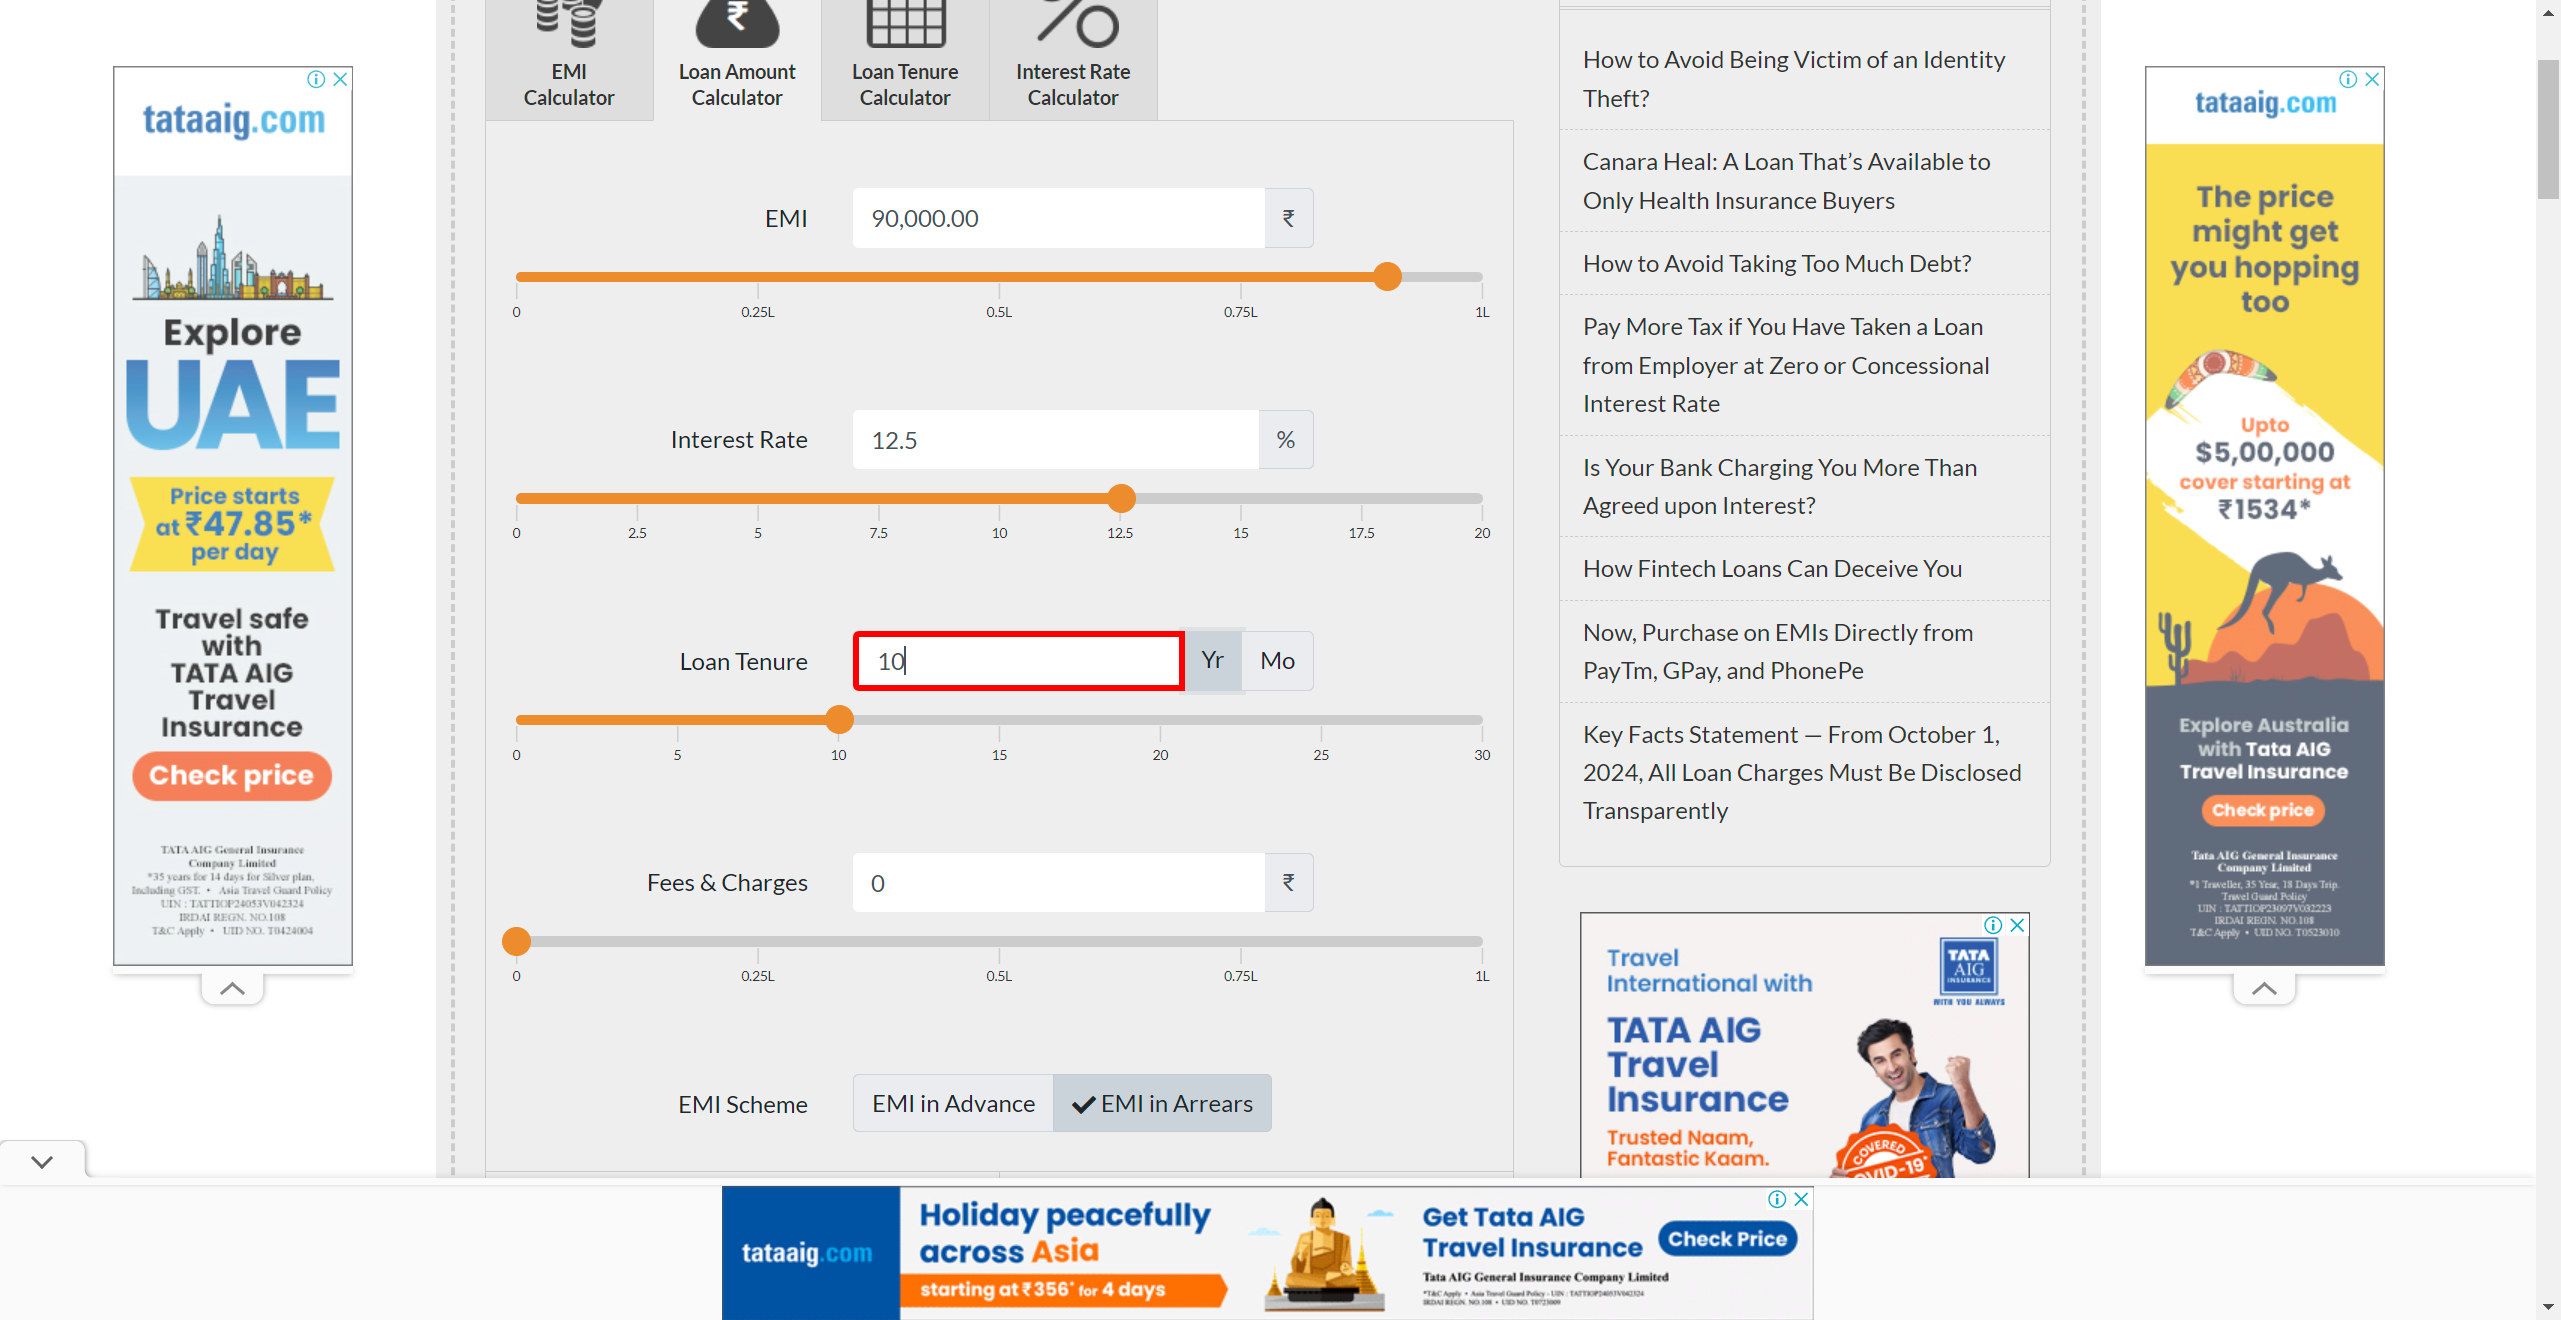 tataaig.com
Explore
UAE
Price starts
at ₹47.85*
per day
Travel safe
with
TATA AIG
Travel
Insurance
Check price
TATA AIG General Insurance
Company Limited
*35 years for 14 days for Silver plan,
Including GST. • Asia Travel Guard Policy
UIN : TATTIOP24053V042324
IRDAI REGN. NO.108
T&C Apply • UID NO. T0424004
EMI
Calculator
Loan Amount
Calculator
Loan Tenure
Calculator
Interest Rate
Calculator
EMI
90,000.00
₹
0
0.25L
0.5L
0.75L
1L
Interest Rate
12.5
%
0
2.5
5
7.5
10
12.5
15
17.5
20
Loan Tenure
10
Yr
Mo
0
5
10
15
20
25
30
Fees & Charges
0
₹
0
0.25L
0.5L
0.75L
1L
EMI Scheme
EMI in Advance
EMI in Arrears
How to Avoid Being Victim of an Identity
Theft?
Canara Heal: A Loan That’s Available to
Only Health Insurance Buyers
How to Avoid Taking Too Much Debt?
Pay More Tax if You Have Taken a Loan
from Employer at Zero or Concessional
Interest Rate
Is Your Bank Charging You More Than
Agreed upon Interest?
How Fintech Loans Can Deceive You
Now, Purchase on EMIs Directly from
PayTm, GPay, and PhonePe
Key Facts Statement — From October 1,
2024, All Loan Charges Must Be Disclosed
Transparently
Travel
International with
TATA AIG
Travel
Insurance
Trusted Naam,
Fantastic Kaam.
TATA
AIG
INSURANCE
WITH YOU ALWAYS
COVERED
COVID-19*
tataaig.com
The price
might get
you hopping
too
Upto
$5,00,000
cover starting at
₹1534*
Explore Australia
with Tata AIG
Travel Insurance
Check price
Tata AIG General Insurance
Company Limited
*1 Traveller, 35 Year, 18 Days Trip.
Travel Guard Policy
UIN : TATTIOP23097V032223
IRDAI REGN. NO.108
T&C Apply • UID NO. T0523010
tataaig.com
Holiday peacefully
across Asia
starting at ₹356* for 4 days
Get Tata AIG
Travel Insurance
Check Price
Tata AIG General Insurance Company Limited
*T&C Apply • Asia Travel Guard Policy - UIN : TATTIOP24053V042324
IRDAI REGN. NO.108 • UID NO. T0723009